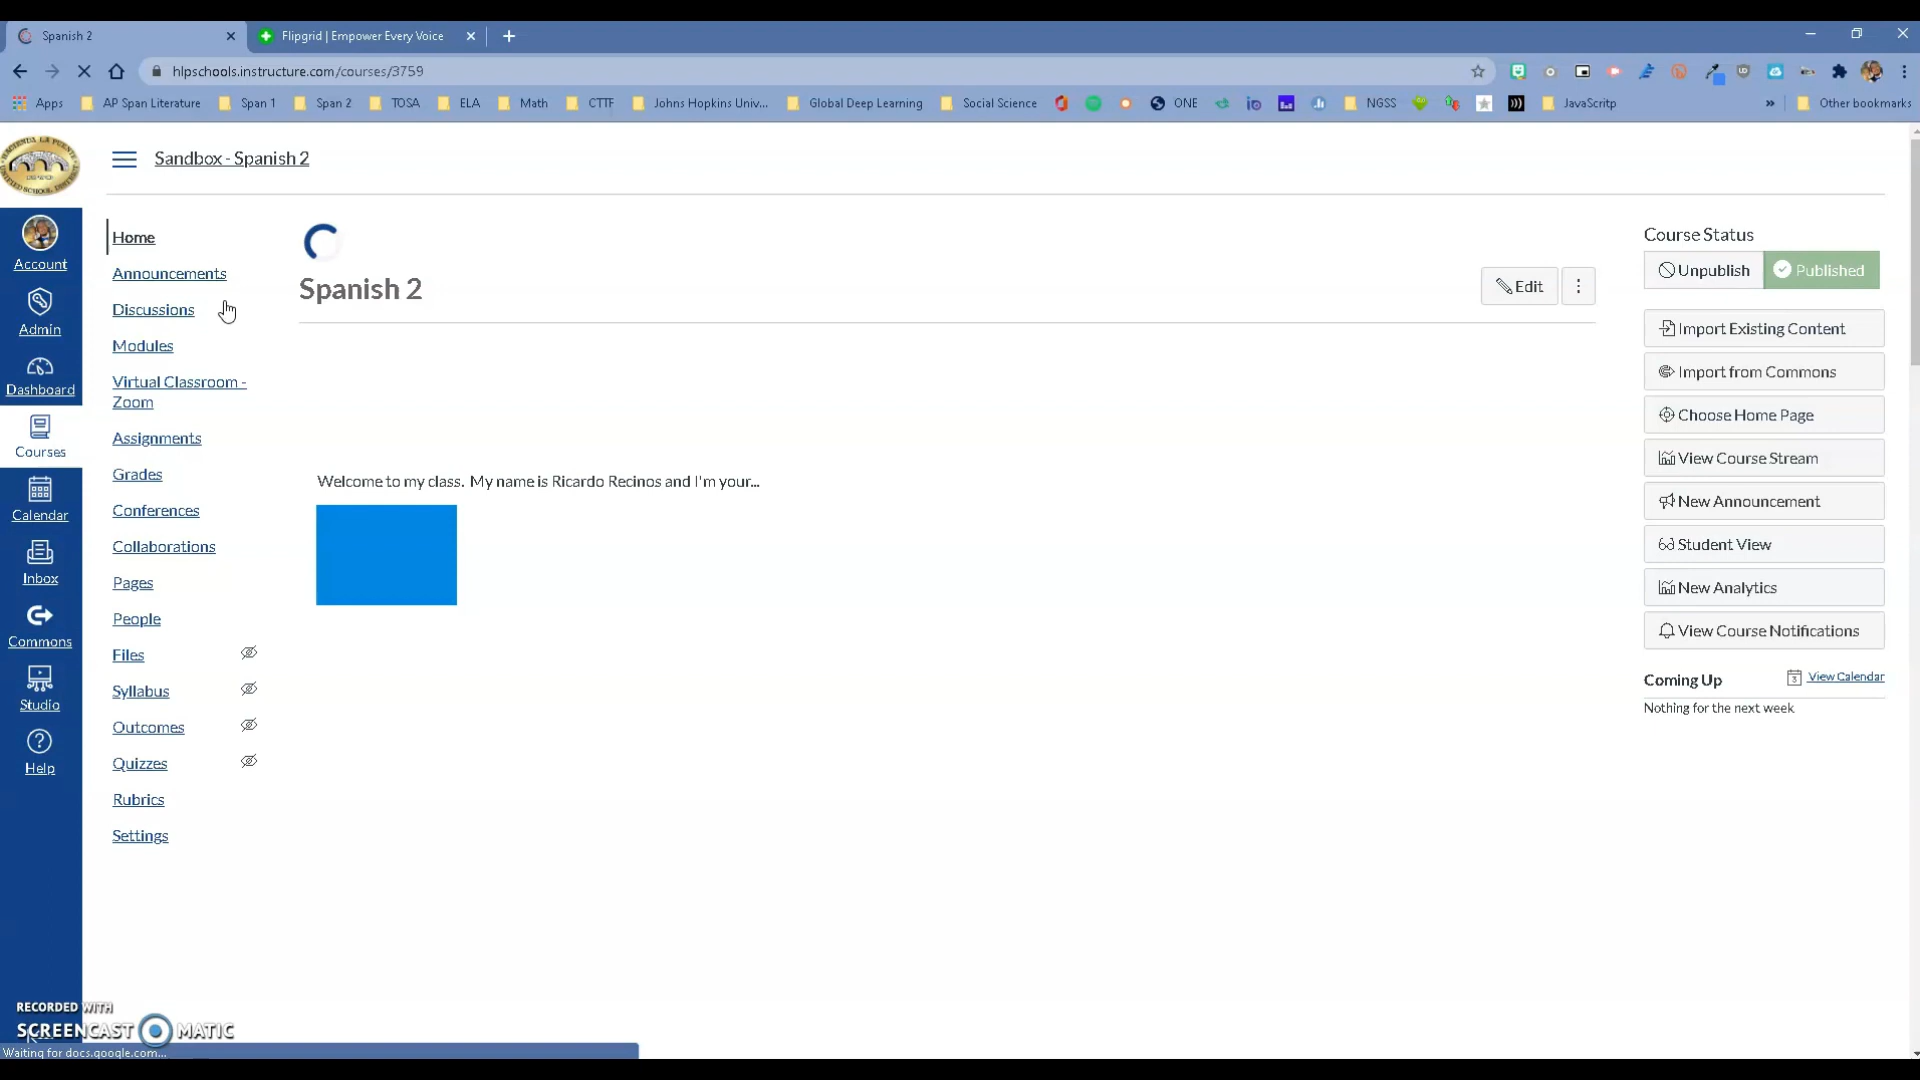 Spanish 2
Flipgrid | Empower Every Voice
hlpschools.instructure.com/courses/3759
Apps
AP Span Literature
Span 1
Span 2
TOSA
ELA
Math
CTTF
Johns Hopkins Univ...
Global Deep Learning
Social Science
ONE
NGSS
JavaScritp
»
Other bookmarks
Sandbox - Spanish 2
Account
Admin
Dashboard
Courses
Calendar
Inbox
Commons
Studio
Help
Home
Announcements
Discussions
Modules
Virtual Classroom -
Zoom
Assignments
Grades
Conferences
Collaborations
Pages
People
Files
Syllabus
Outcomes
Quizzes
Rubrics
Settings
Spanish 2
Edit
Welcome to my class. My name is Ricardo Recinos and I'm your...
Course Status
Unpublish
Published
Import Existing Content
Import from Commons
Choose Home Page
View Course Stream
New Announcement
Student View
New Analytics
View Course Notifications
Coming Up
View Calendar
Nothing for the next week
RECORDED WITH
SCREENCAST MATIC
Waiting for docs.google.com...